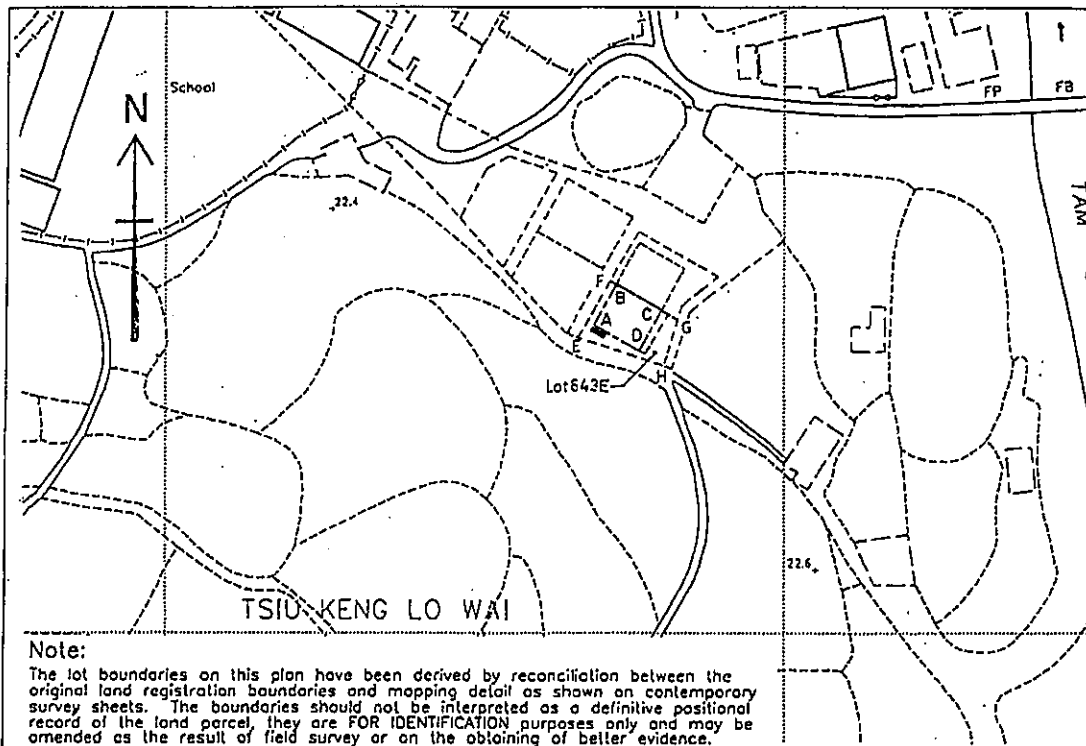 School
N
FP
FB
TAM
22.4
F
B
A
C
G
D
E
H
Lot 643E
22.6
TSIU KENG LO WAI
Note:
The lot boundaries on this plan have been derived by reconciliation between the
original land registration boundaries and mapping detail as shown on contemporary
survey sheets. The boundaries should not be interpreted as a definitive positional
record of the land parcel, they are FOR IDENTIFICATION purposes only and may be
amended as the result of field survey or on the obtaining of better evidence.